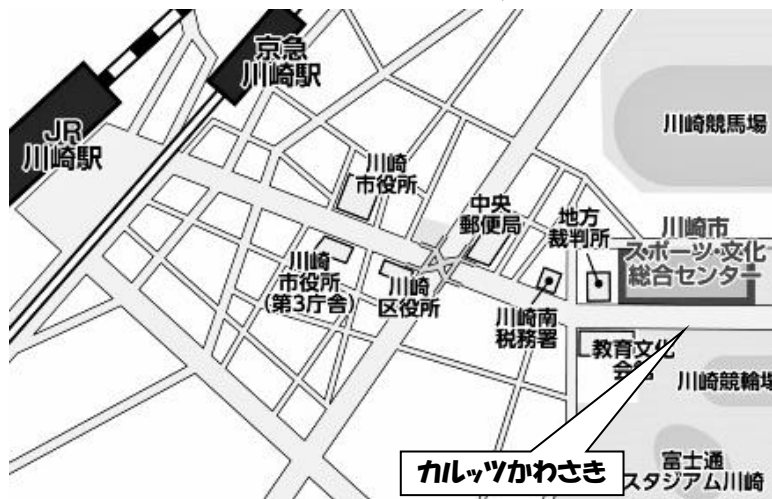 京急
川崎駅
JR
川崎駅
川崎競馬場
川崎
市役所
中央
郵便局
地方
裁判所
川崎市
スポーツ・文化
総合センター
川崎
市役所
(第3庁舎)
川崎
区役所
川崎南
税務署
教育文化
会館
川崎競輪場
カルッツかわさき
富士通
スタジアム川崎